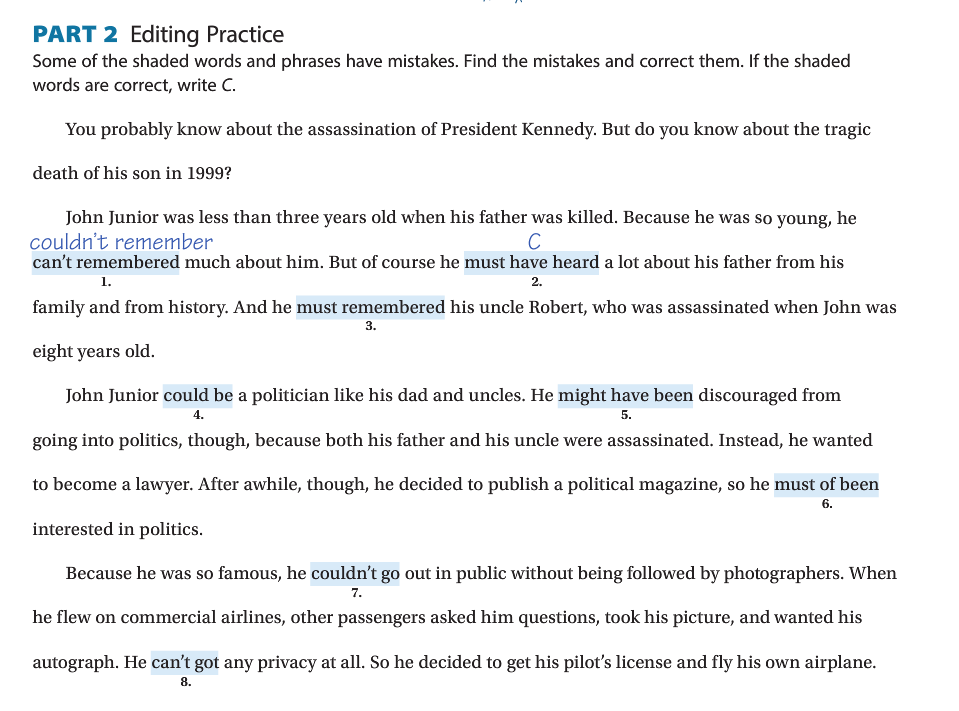 PART 2 Editing Practice
Some of the shaded words and phrases have mistakes. Find the mistakes and correct them. If the shaded
words are correct, write C.
You probably know about the assassination of President Kennedy. But do you know about the tragic
death of his son in 1999?
John Junior was less than three years old when his father was killed. Because he was so young, he
couldn't remember C
can't remembered much about him. But of course he must have heard a lot about his father from his
1. 2.
family and from history. And he must remembered his uncle Robert, who was assassinated when John was
3.
eight years old.
John Junior could be a politician like his dad and uncles. He might have been discouraged from
4. 5.
going into politics, though, because both his father and his uncle were assassinated. Instead, he wanted
to become a lawyer. After awhile, though, he decided to publish a political magazine, so he must of been
6.
interested in politics.
Because he was so famous, he couldn't go out in public without being followed by photographers. When
7.
he flew on commercial airlines, other passengers asked him questions, took his picture, and wanted his
autograph. He can't got any privacy at all. So he decided to get his pilot's license and fly his own airplane.
8.